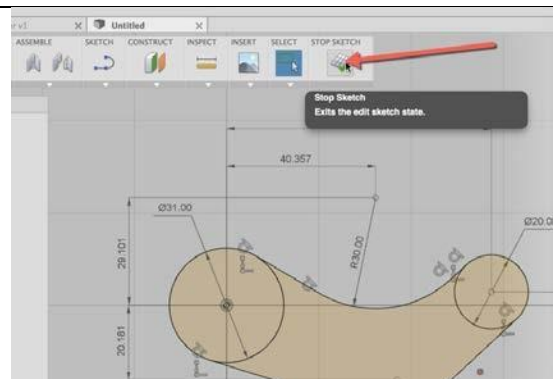 r v1 X Untitled X
ASSEMBLE SKETCH CONSTRUCT INSPECT INSERT SELECT STOP SKETCH
Stop Sketch
Exits the edit sketch state.
40.357
Ø31.00
Ø20.0
29.101
R30.00
20.181